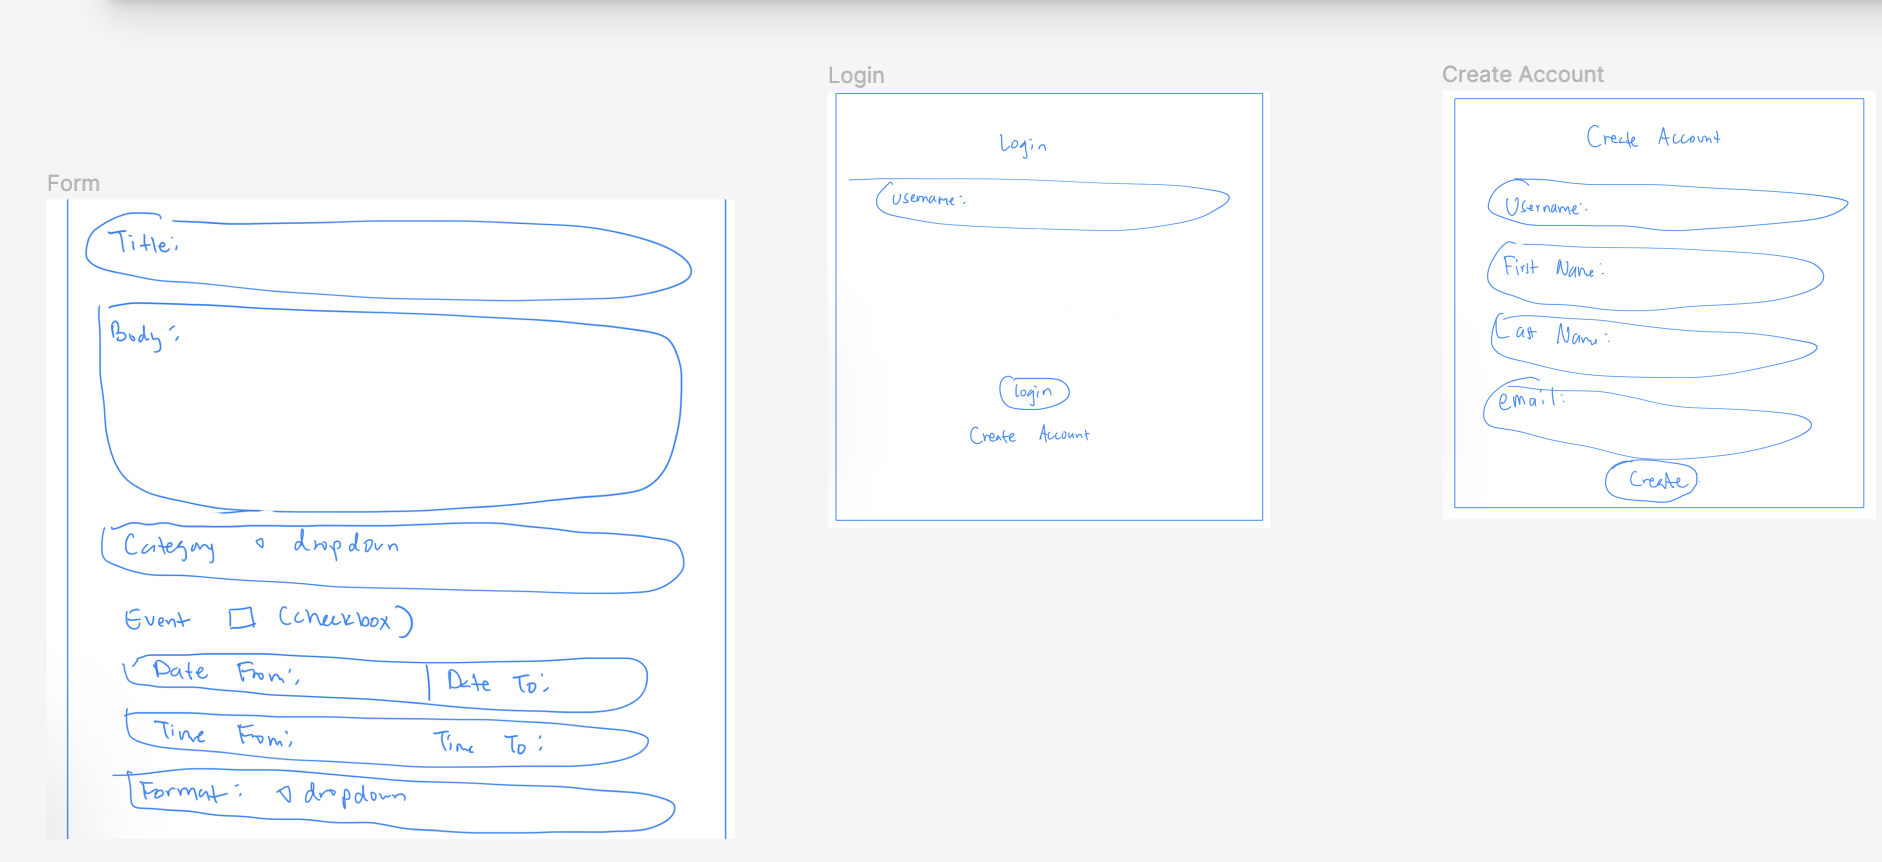 Form
Title:
Body:
Category dropdown
Event (checkbox)
Date From: Date To:
Time From: Time To:
Format: dropdown
Login
Login
Username:
login
Create Account
Create Account
Create Account
Username:
First Name:
Last Name:
email:
Create